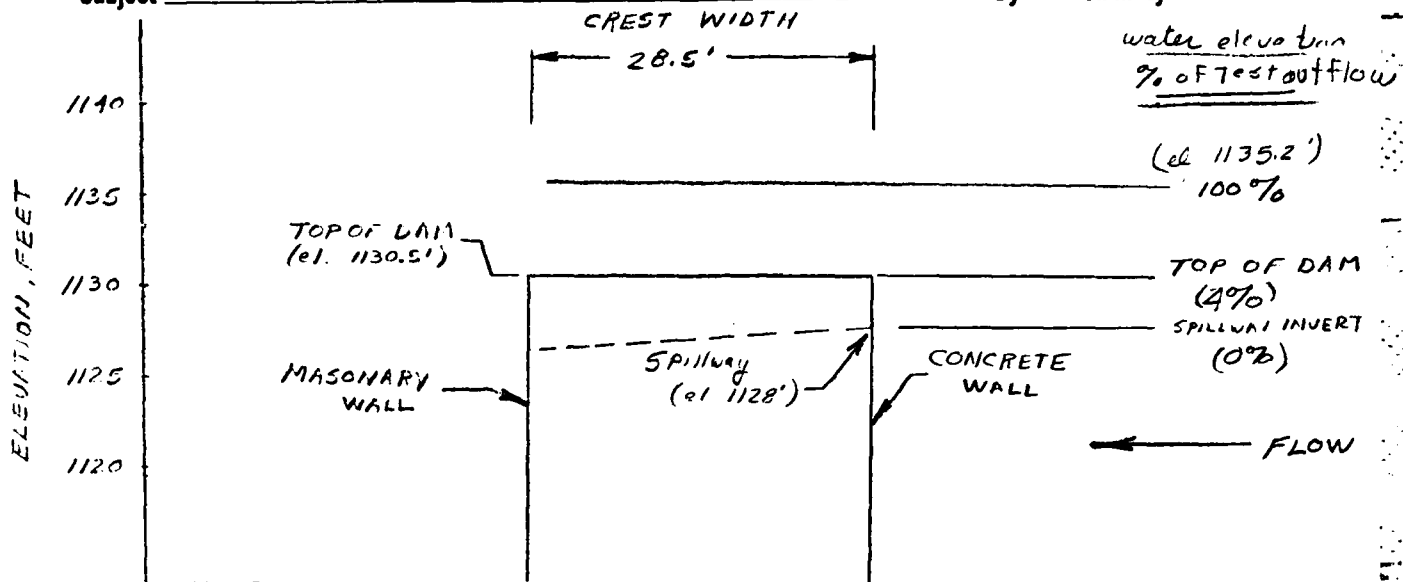 Subject
CREST WIDTH
28.5'
water elevation
% of Test outflow
1140
(el 1135.2')
100%
1135
TOP OF DAM
(el. 1130.5')
1130
TOP OF DAM
(4%)
SPILLWAY INVERT
(0%)
Spillway
(el 1128')
1125
MASONARY
WALL
CONCRETE
WALL
1120
FLOW
ELEVATION, FEET